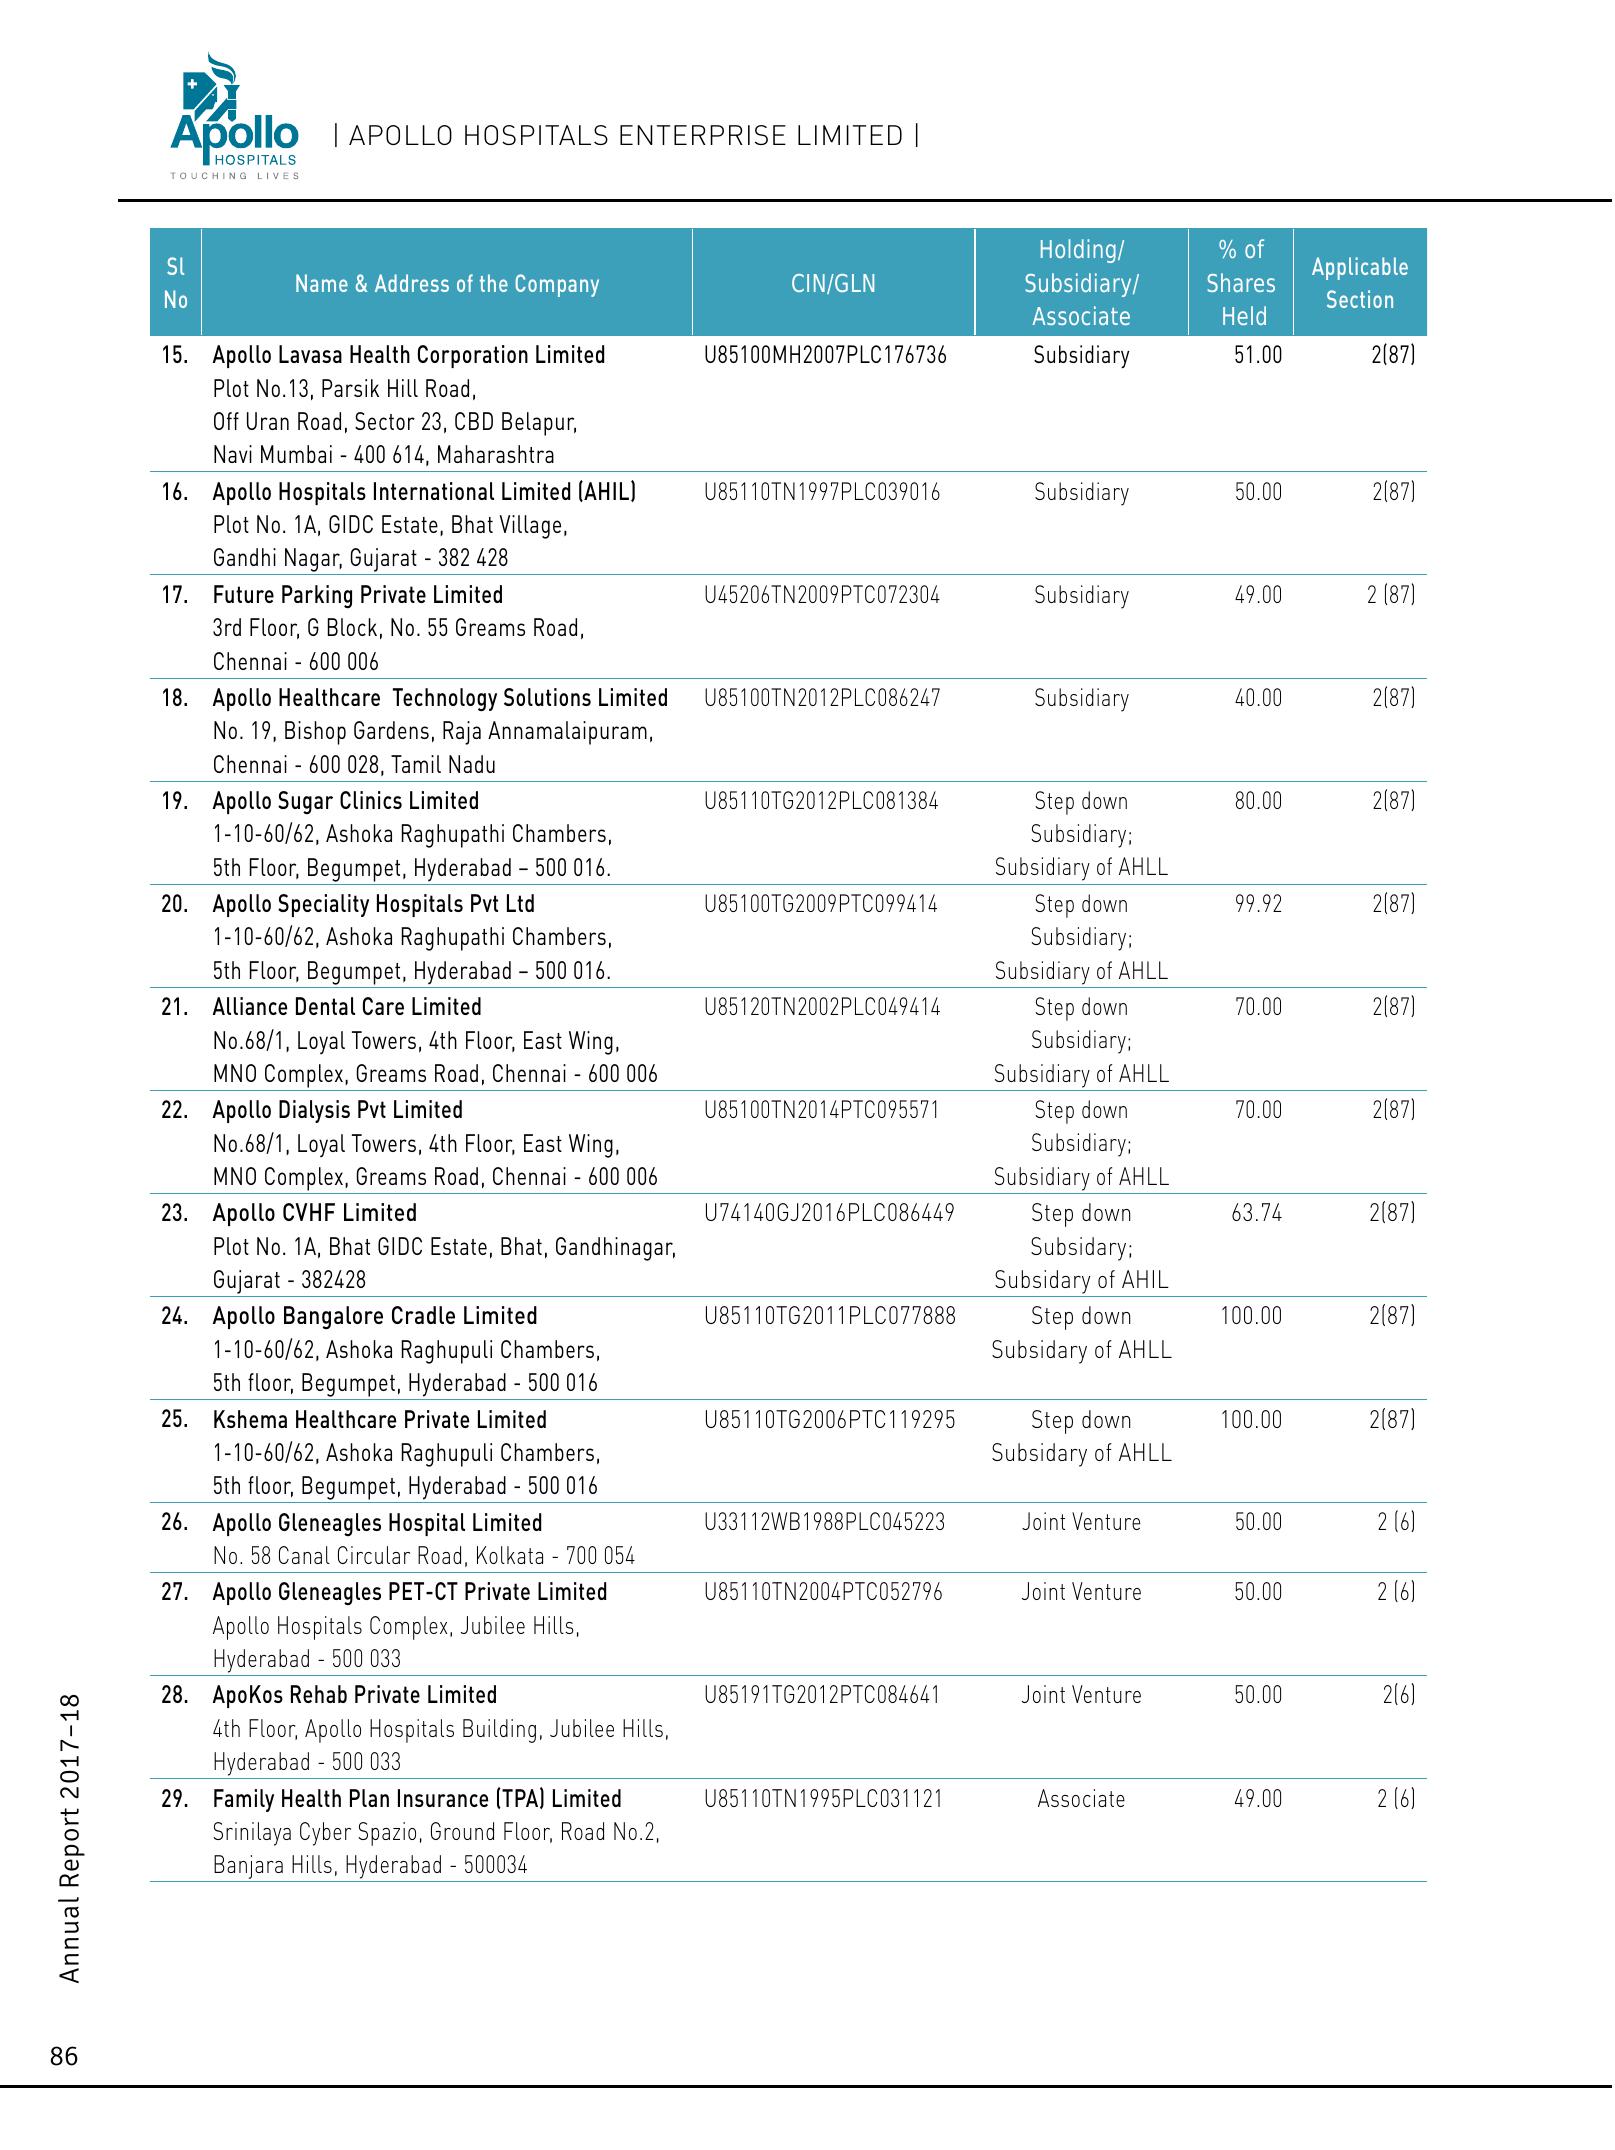 Apollo
HOSPITALS
TOUCHING LIVES
| APOLLO HOSPITALS ENTERPRISE LIMITED |
Sl No Name & Address of the Company CIN/GLN Holding/ Subsidiary/ Associate % of Shares Held Applicable Section
15. Apollo Lavasa Health Corporation Limited U85100MH2007PLC176736 Subsidiary 51.00 2(87)
Plot No.13, Parsik Hill Road,
Off Uran Road, Sector 23, CBD Belapur,
Navi Mumbai - 400 614, Maharashtra
16. Apollo Hospitals International Limited (AHIL) U85110TN1997PLC039016 Subsidiary 50.00 2(87)
Plot No. 1A, GIDC Estate, Bhat Village,
Gandhi Nagar, Gujarat - 382 428
17. Future Parking Private Limited U45206TN2009PTC072304 Subsidiary 49.00 2 (87)
3rd Floor, G Block, No. 55 Greams Road,
Chennai - 600 006
18. Apollo Healthcare Technology Solutions Limited U85100TN2012PLC086247 Subsidiary 40.00 2(87)
No. 19, Bishop Gardens, Raja Annamalaipuram,
Chennai - 600 028, Tamil Nadu
19. Apollo Sugar Clinics Limited U85110TG2012PLC081384 Step down 80.00 2(87)
1-10-60/62, Ashoka Raghupathi Chambers, Subsidiary;
5th Floor, Begumpet, Hyderabad – 500 016. Subsidiary of AHLL
20. Apollo Speciality Hospitals Pvt Ltd U85100TG2009PTC099414 Step down 99.92 2(87)
1-10-60/62, Ashoka Raghupathi Chambers, Subsidiary;
5th Floor, Begumpet, Hyderabad – 500 016. Subsidiary of AHLL
21. Alliance Dental Care Limited U85120TN2002PLC049414 Step down 70.00 2(87)
No.68/1, Loyal Towers, 4th Floor, East Wing, Subsidiary;
MNO Complex, Greams Road, Chennai - 600 006 Subsidiary of AHLL
22. Apollo Dialysis Pvt Limited U85100TN2014PTC095571 Step down 70.00 2(87)
No.68/1, Loyal Towers, 4th Floor, East Wing, Subsidiary;
MNO Complex, Greams Road, Chennai - 600 006 Subsidiary of AHLL
23. Apollo CVHF Limited U74140GJ2016PLC086449 Step down 63.74 2(87)
Plot No. 1A, Bhat GIDC Estate, Bhat, Gandhinagar, Subsidary;
Gujarat - 382428 Subsidary of AHIL
24. Apollo Bangalore Cradle Limited U85110TG2011PLC077888 Step down 100.00 2(87)
1-10-60/62, Ashoka Raghupuli Chambers, Subsidary of AHLL
5th floor, Begumpet, Hyderabad - 500 016
25. Kshema Healthcare Private Limited U85110TG2006PTC119295 Step down 100.00 2(87)
1-10-60/62, Ashoka Raghupuli Chambers, Subsidary of AHLL
5th floor, Begumpet, Hyderabad - 500 016
26. Apollo Gleneagles Hospital Limited U33112WB1988PLC045223 Joint Venture 50.00 2 (6)
No. 58 Canal Circular Road, Kolkata - 700 054
27. Apollo Gleneagles PET-CT Private Limited U85110TN2004PTC052796 Joint Venture 50.00 2 (6)
Apollo Hospitals Complex, Jubilee Hills,
Hyderabad - 500 033
28. ApoKos Rehab Private Limited U85191TG2012PTC084641 Joint Venture 50.00 2(6)
4th Floor, Apollo Hospitals Building, Jubilee Hills,
Hyderabad - 500 033
29. Family Health Plan Insurance (TPA) Limited U85110TN1995PLC031121 Associate 49.00 2 (6)
Srinilaya Cyber Spazio, Ground Floor, Road No.2,
Banjara Hills, Hyderabad - 500034
Annual Report 2017–18
86